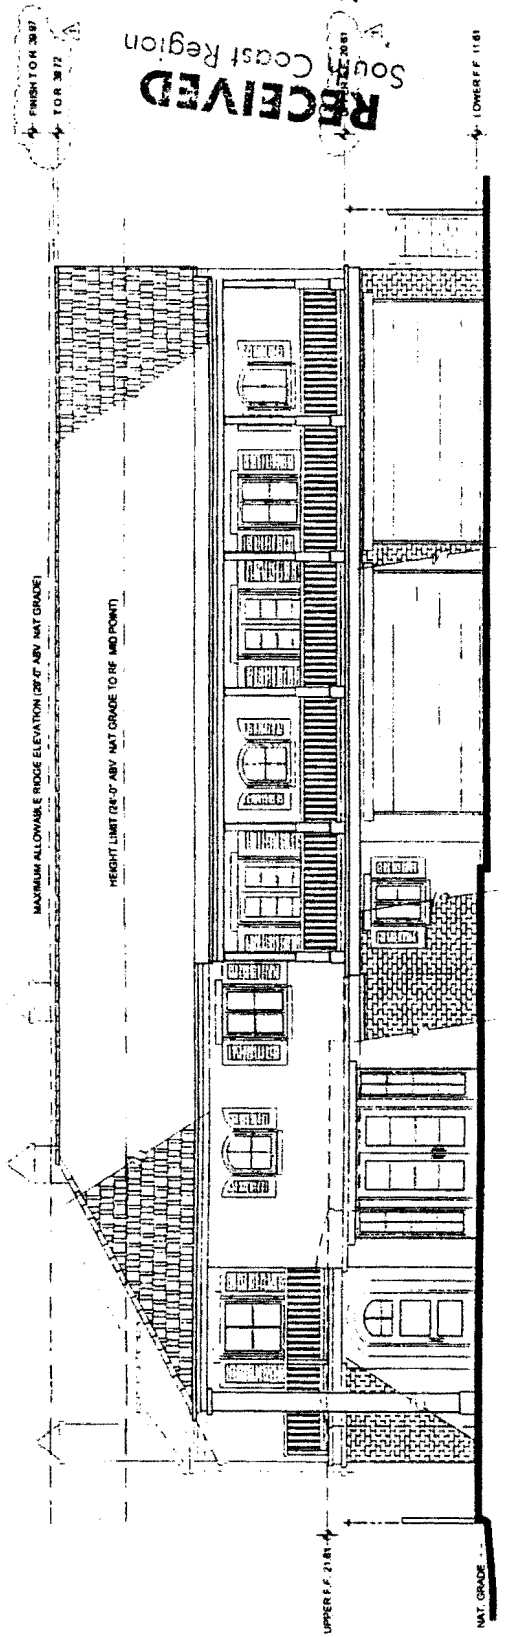 FINISH T.O.R. 39.97
T.O.R. 39.72
RECEIVED
South Coast Region
LOWER F.F. 11.61
MAXIMUM ALLOWABLE RIDGE ELEVATION (29'-0" ABV. NAT GRADE)
HEIGHT LIMIT (24'-0" ABV. NAT GRADE TO RF. MID POINT)
UPPER F.F. 21.61
NAT. GRADE